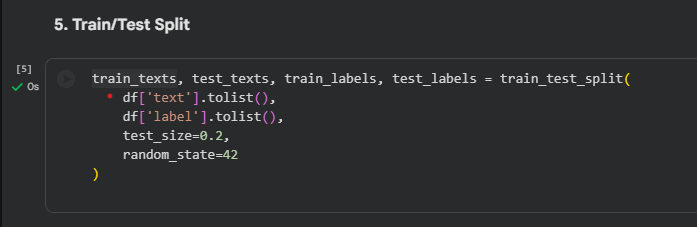 5. Train/Test Split
[5]
0s
train_texts, test_texts, train_labels, test_labels = train_test_split(
df['text'].tolist(),
df['label'].tolist(),
test_size=0.2,
random_state=42
)